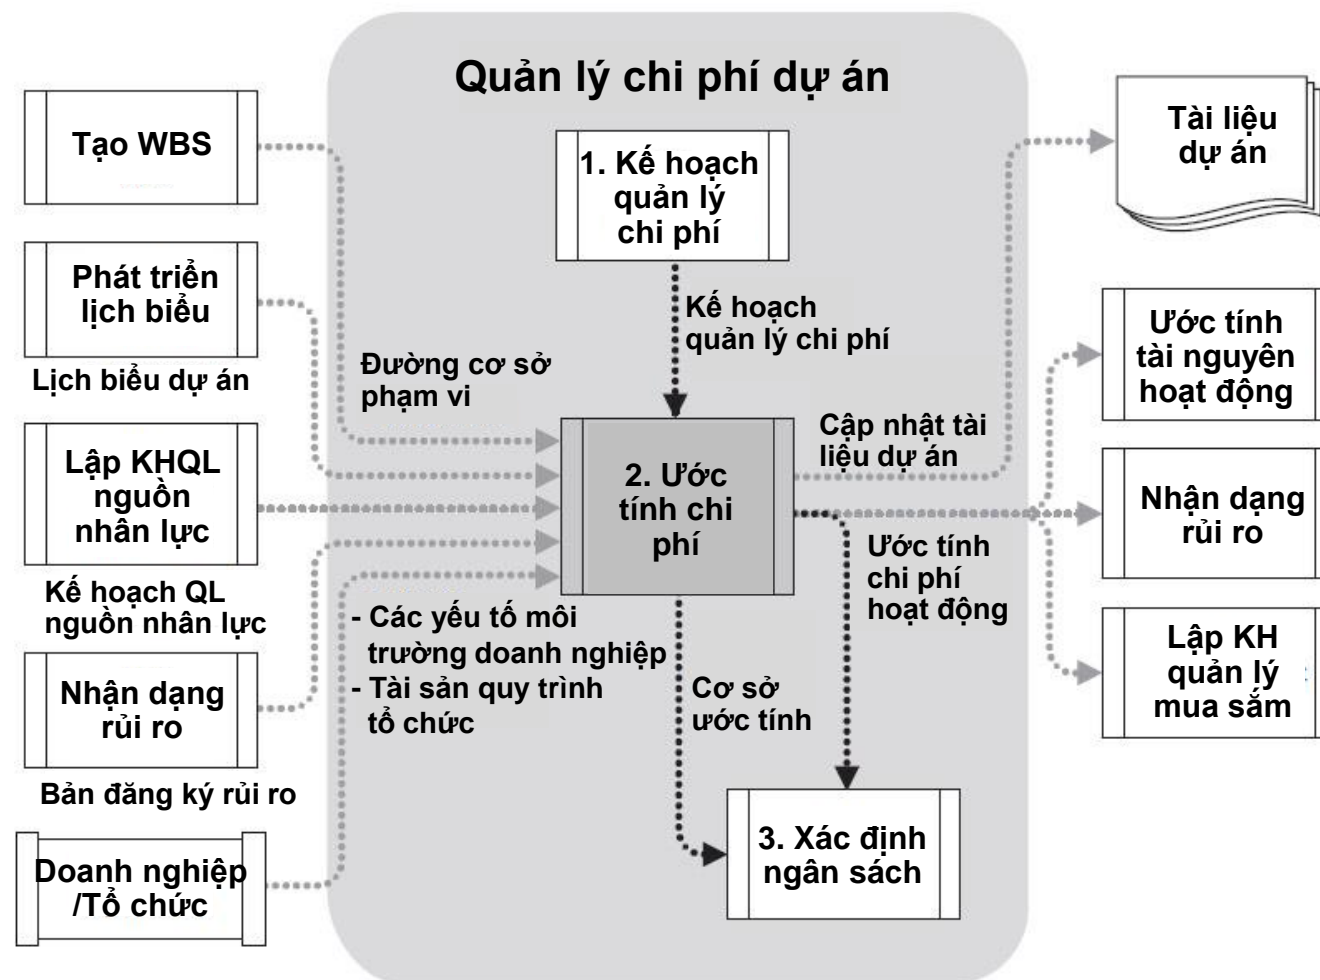 Quản lý chi phí dự án
Tạo WBS
Phát triển
lịch biểu
Lịch biểu dự án
Lập KHQL
nguồn
nhân lực
Kế hoạch QL
nguồn nhân lực
Nhận dạng
rủi ro
Bản đăng ký rủi ro
Doanh nghiệp
/Tổ chức
1. Kế hoạch
quản lý
chi phí
Kế hoạch
quản lý chi phí
Đường cơ sở
phạm vi
2. Ước
tính chi
phí
- Các yếu tố môi
trường doanh nghiệp
- Tài sản quy trình
tổ chức
Cập nhật tài
liệu dự án
Ước tính
chi phí
hoạt động
Cơ sở
ước tính
3. Xác định
ngân sách
Tài liệu
dự án
Ước tính
tài nguyên
hoạt động
Nhận dạng
rủi ro
Lập KH
quản lý
mua sắm